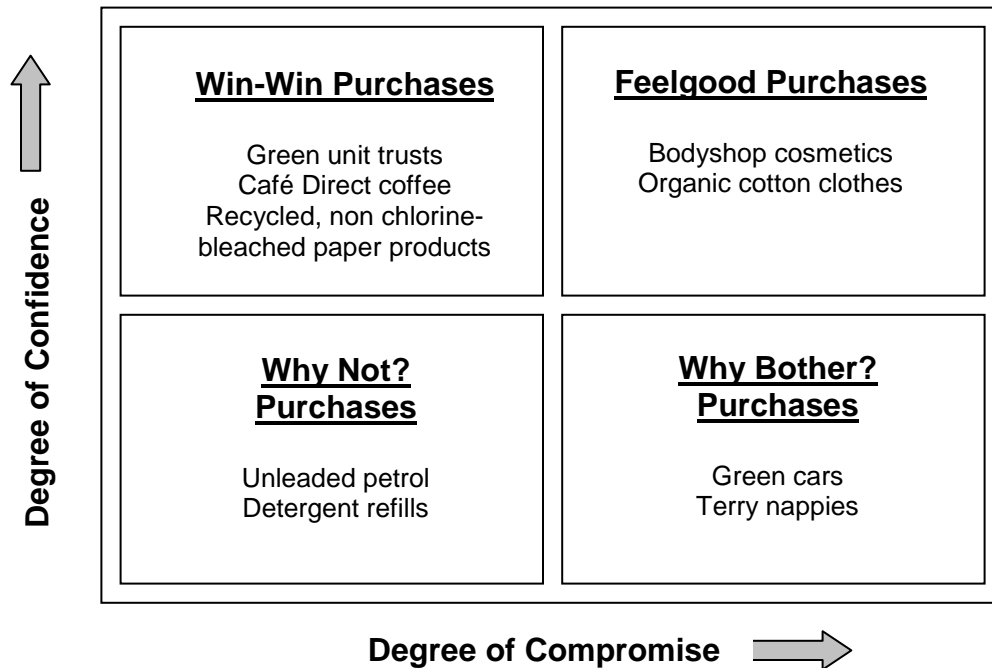 Degree of Confidence
Win-Win Purchases
Green unit trusts
Café Direct coffee
Recycled, non chlorine-
bleached paper products
Feelgood Purchases
Bodyshop cosmetics
Organic cotton clothes
Why Not?
Purchases
Unleaded petrol
Detergent refills
Why Bother?
Purchases
Green cars
Terry nappies
Degree of Compromise